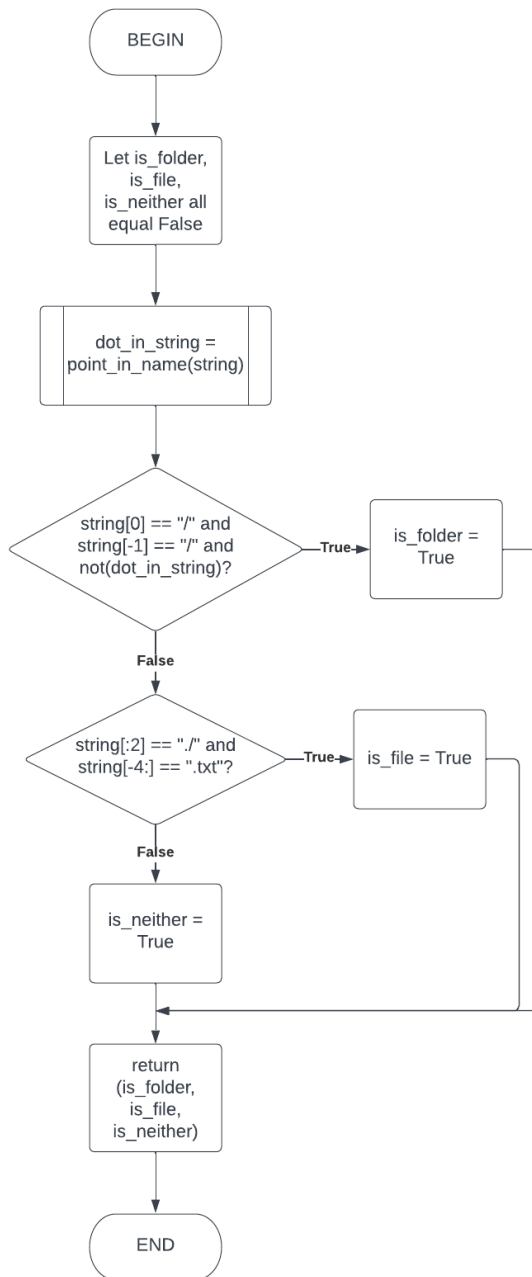 BEGIN
Let is_folder,
is_file,
is_neither all
equal False
dot_in_string =
point_in_name(string)
string[0] == "/" and
string[-1] == "/" and
not(dot_in_string)?
True
is_folder =
True
False
string[:2] == "./" and
string[-4:] == ".txt"?
True
is_file = True
False
is_neither =
True
return
(is_folder,
is_file,
is_neither)
END